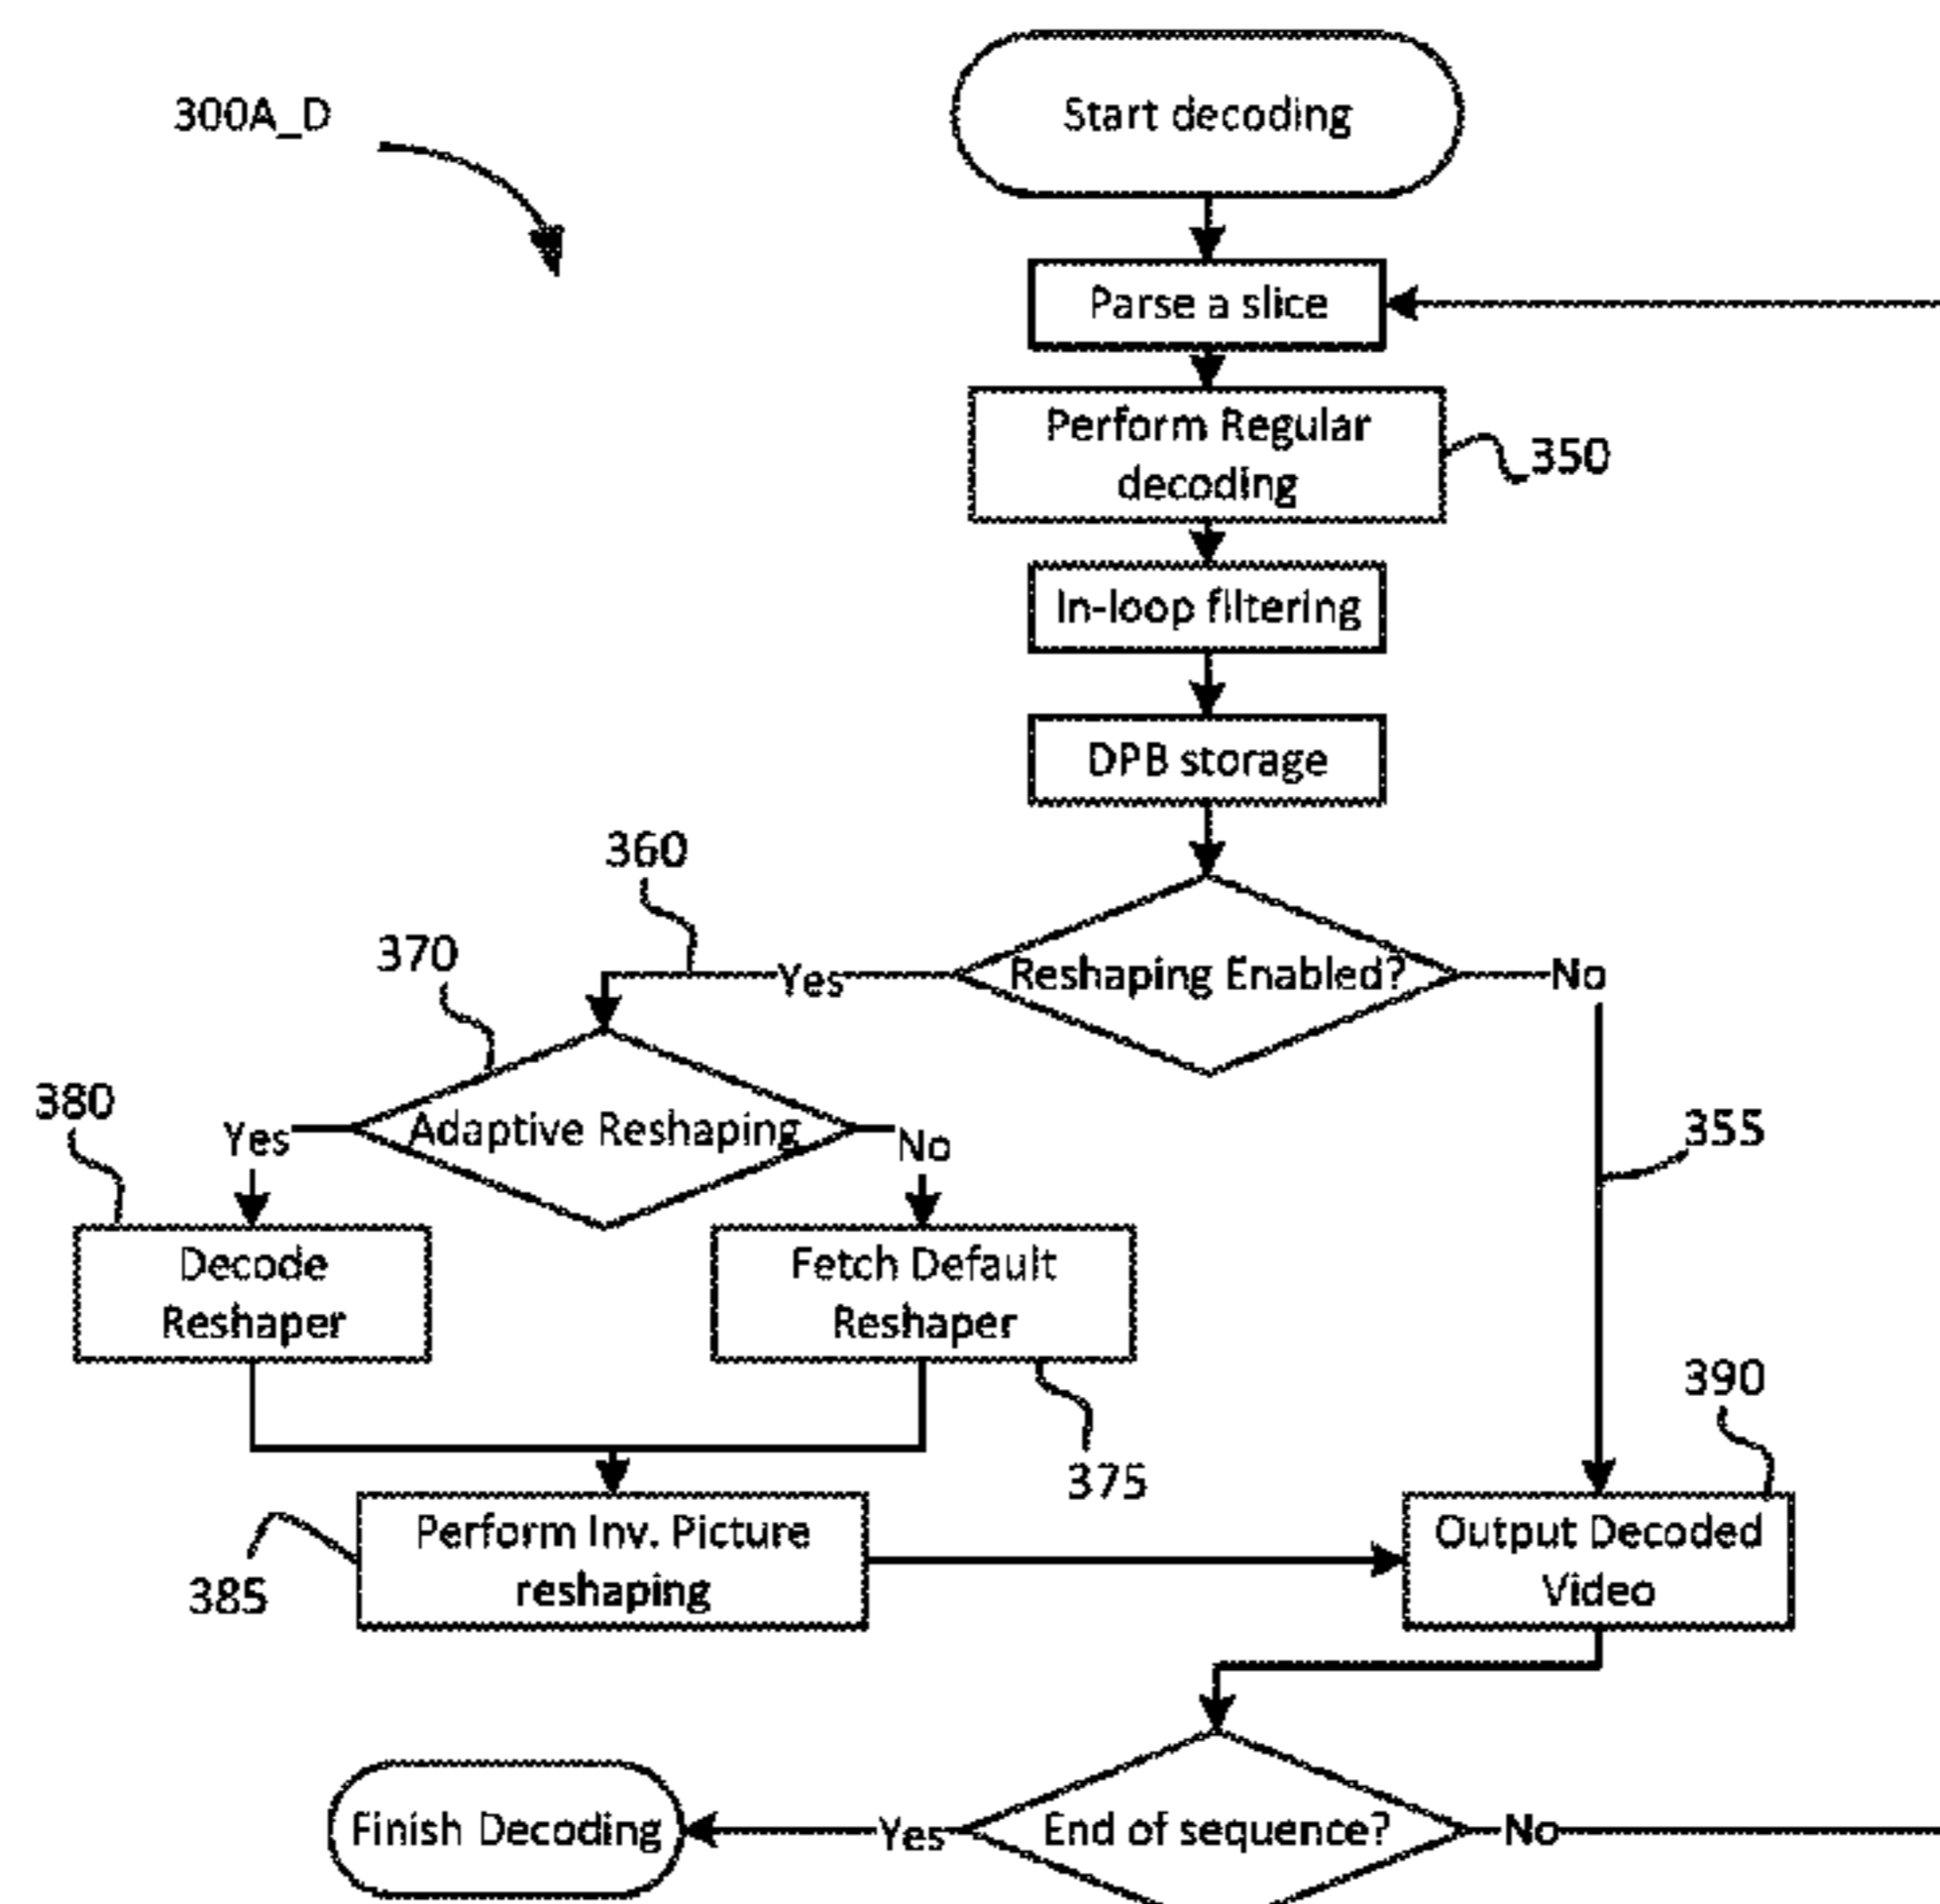 300A_D
Start decoding
Parse a slice
Perform Regular
decoding
350
In-loop filtering
DPB storage
360
Reshaping Enabled?
Yes
No
370
Adaptive Reshaping
380
Yes
No
355
Decode
Reshaper
Fetch Default
Reshaper
375
390
Perform Inv. Picture
reshaping
385
Output Decoded
Video
End of sequence?
Yes
No
Finish Decoding